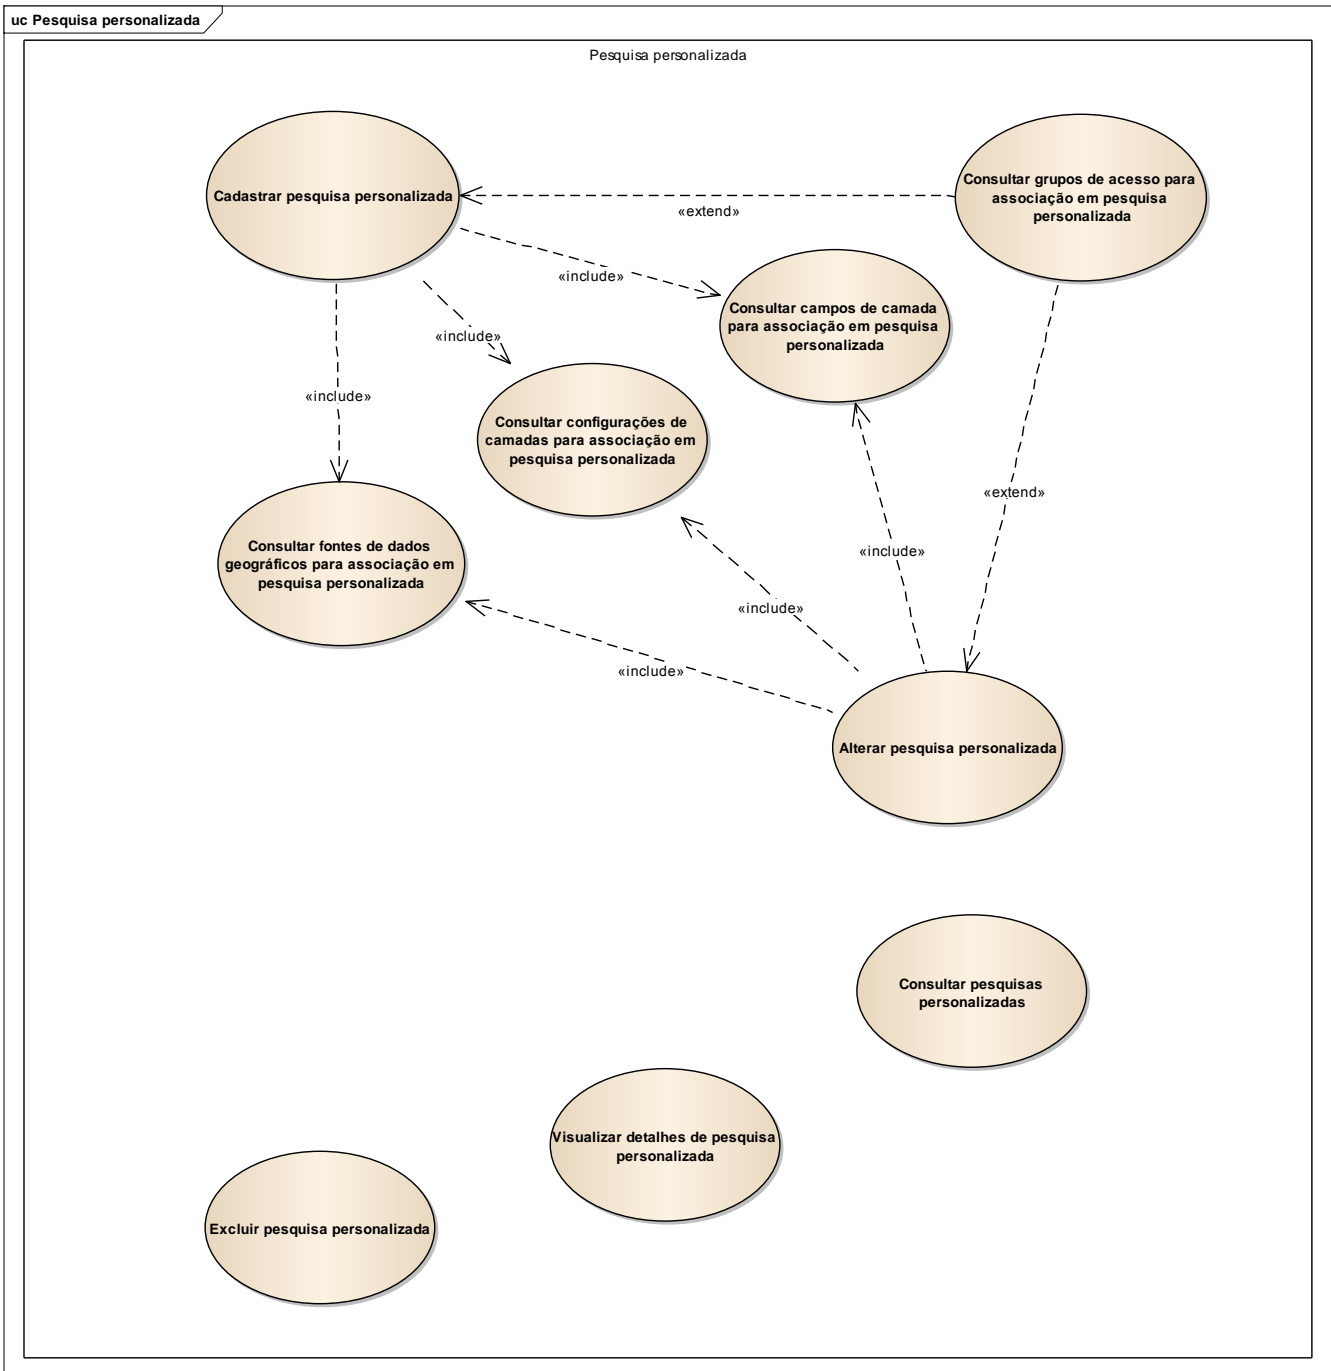 uc Pesquisa personalizada
Pesquisa personalizada
Cadastrar pesquisa personalizada
Consultar grupos de acesso para
associação em pesquisa
personalizada
«extend»
«include»
Consultar campos de camada
para associação em pesquisa
personalizada
«include»
«include»
Consultar configurações de
camadas para associação em
pesquisa personalizada
«extend»
Consultar fontes de dados
geográficos para associação em
pesquisa personalizada
«include»
«include»
«include»
Alterar pesquisa personalizada
Consultar pesquisas
personalizadas
Visualizar detalhes de pesquisa
personalizada
Excluir pesquisa personalizada